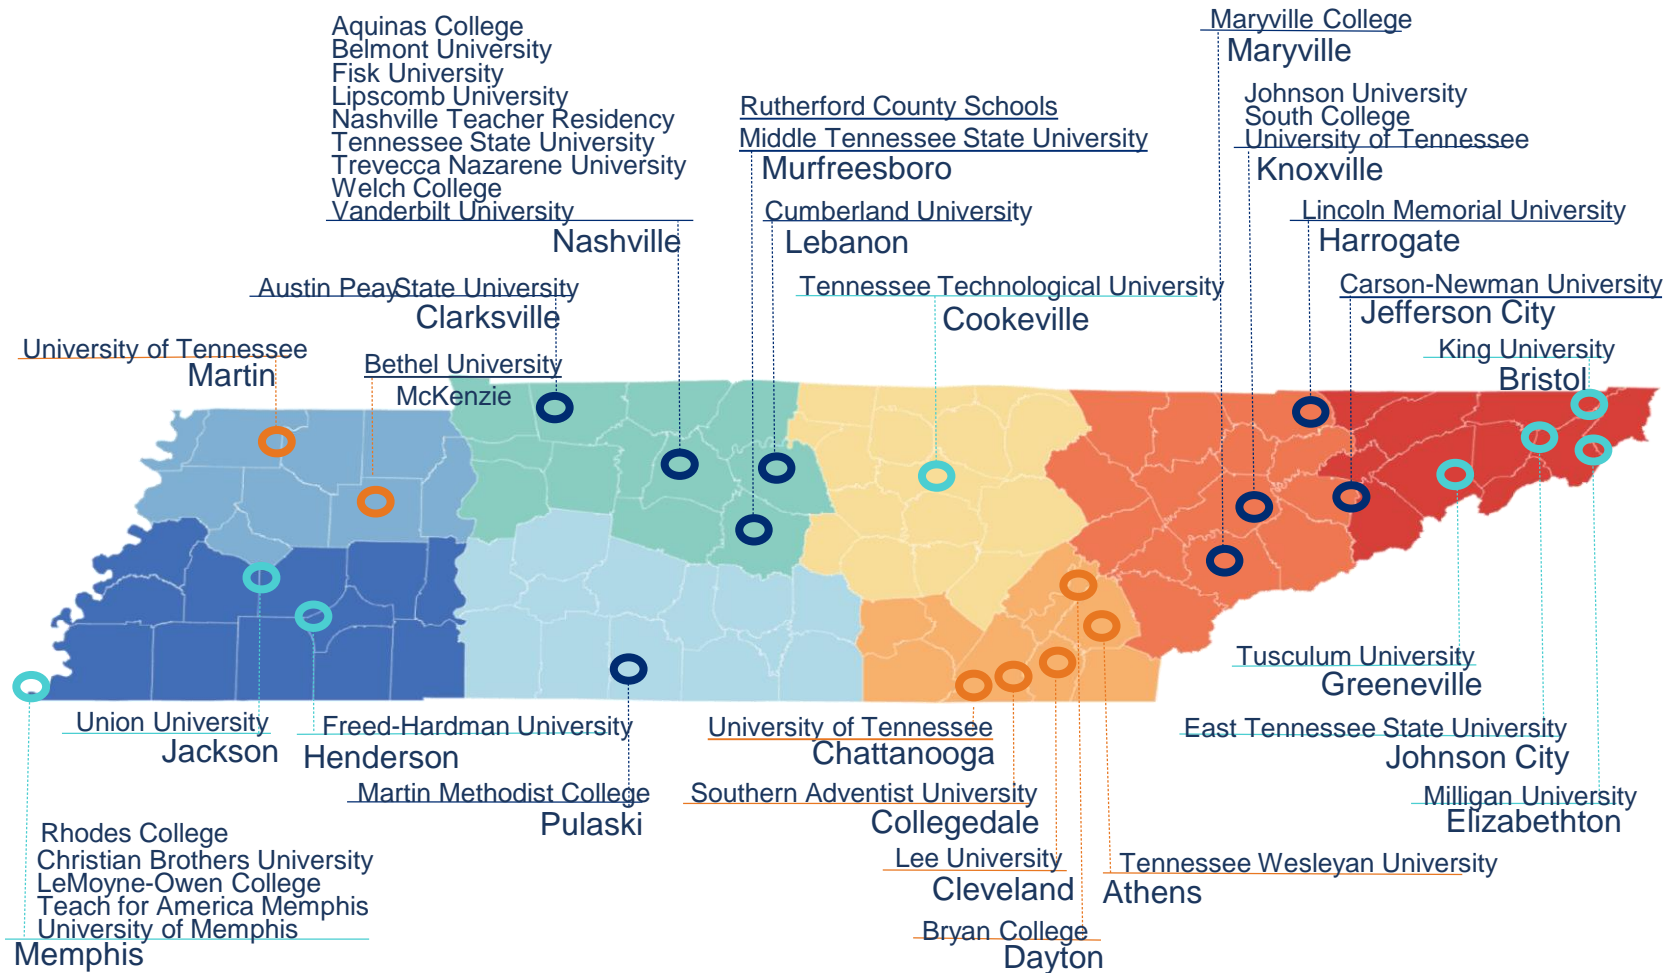 Aquinas College
Belmont University
Fisk University
Lipscomb University
Nashville Teacher Residency
Tennessee State University
Trevecca Nazarene University
Welch College
Vanderbilt University
Nashville
Rutherford County Schools
Middle Tennessee State University
Murfreesboro
Cumberland University
Lebanon
Maryville College
Maryville
Johnson University
South College
University of Tennessee
Knoxville
Lincoln Memorial University
Harrogate
Austin Peay State University
Clarksville
Tennessee Technological University
Cookeville
Carson-Newman University
Jefferson City
University of Tennessee
Martin
Bethel University
McKenzie
King University
Bristol
Tusculum University
Greeneville
Union University
Jackson
Freed-Hardman University
Henderson
University of Tennessee
Chattanooga
East Tennessee State University
Johnson City
Martin Methodist College
Pulaski
Southern Adventist University
Collegedale
Milligan University
Elizabethton
Rhodes College
Christian Brothers University
LeMoyne-Owen College
Teach for America Memphis
University of Memphis
Memphis
Lee University
Cleveland
Tennessee Wesleyan University
Athens
Bryan College
Dayton